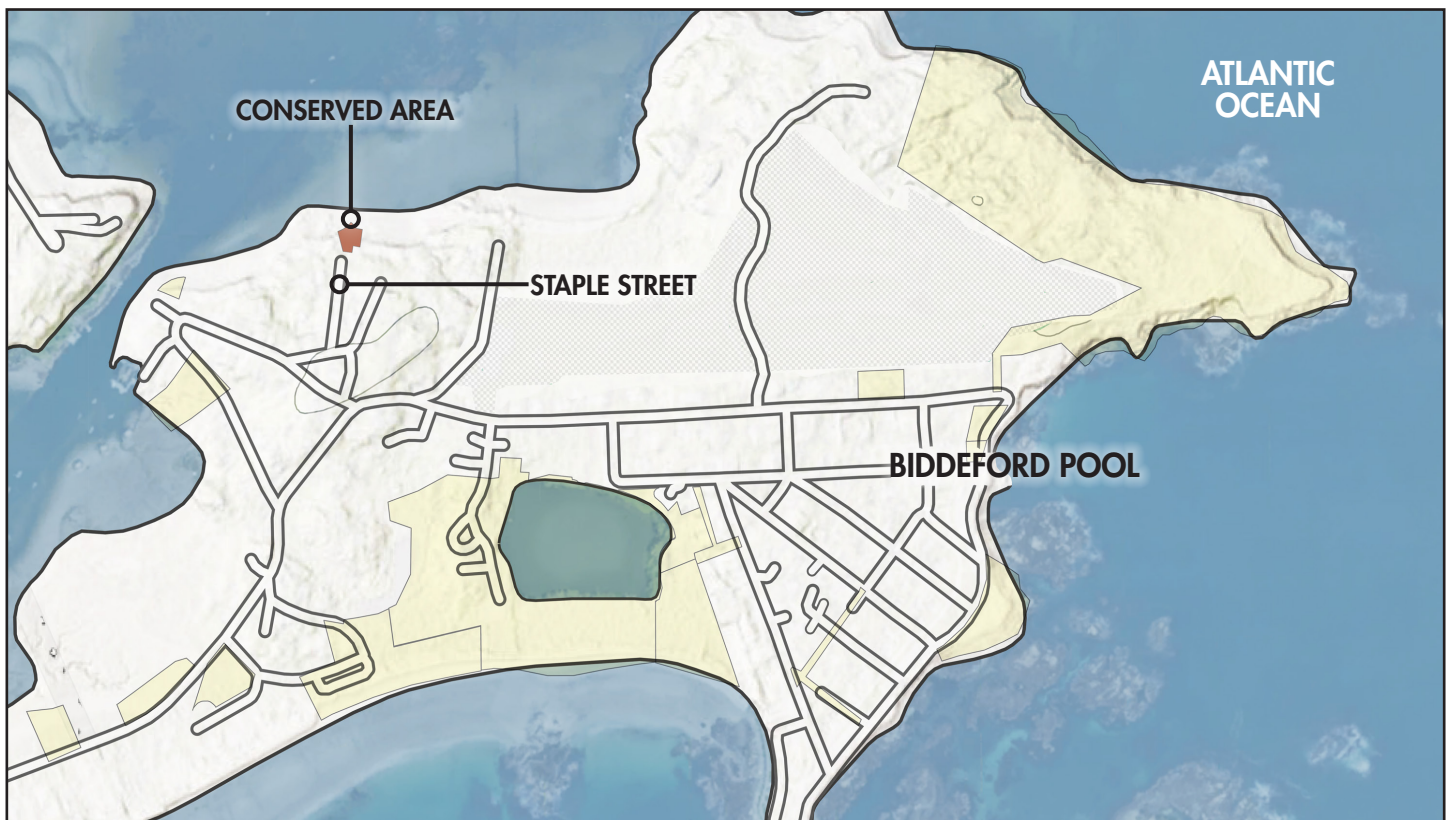 ATLANTIC
OCEAN
CONSERVED AREA
STAPLE STREET
BIDDEFORD POOL